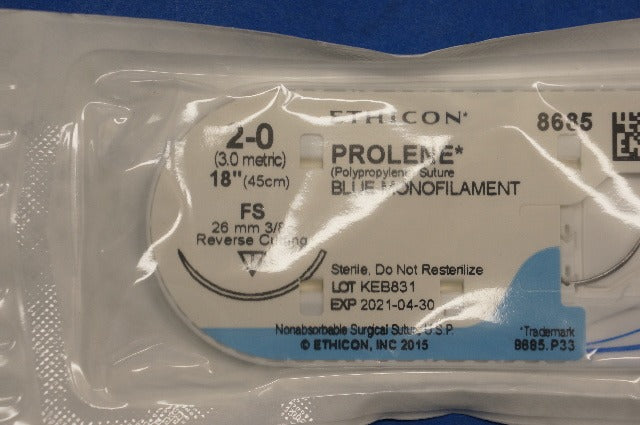 ETHICON*
8685
2-0
(3.0 metric)
18" (45cm)
FS
26 mm 3/8
Reverse Cutting
PROLENE*
(Polypropylene) Suture
BLUE MONOFILAMENT
Sterile, Do Not Resterilize
LOT KEB831
EXP 2021-04-30
Nonabsorbable Surgical Suture, U.S.P.
© ETHICON, INC 2015
*Trademark
8685.P33